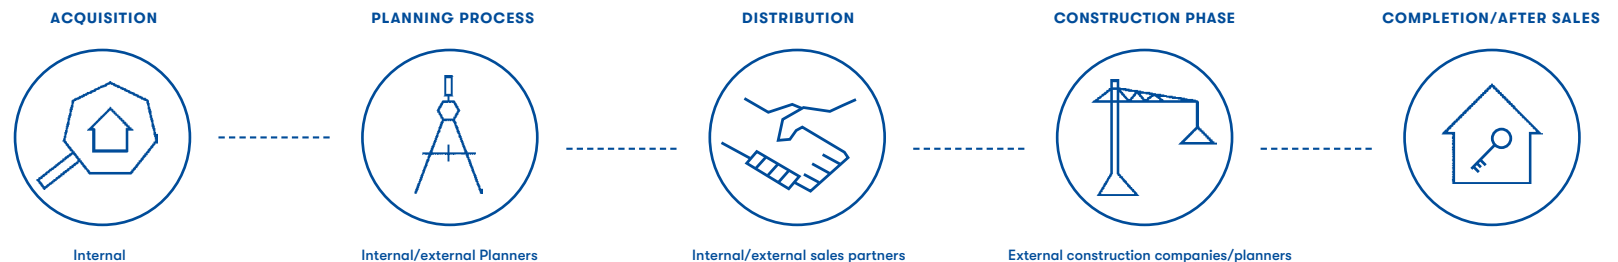 ACQUISITION
PLANNING PROCESS
DISTRIBUTION
CONSTRUCTION PHASE
COMPLETION/AFTER SALES
Internal
Internal/external Planners
Internal/external sales partners
External construction companies/planners